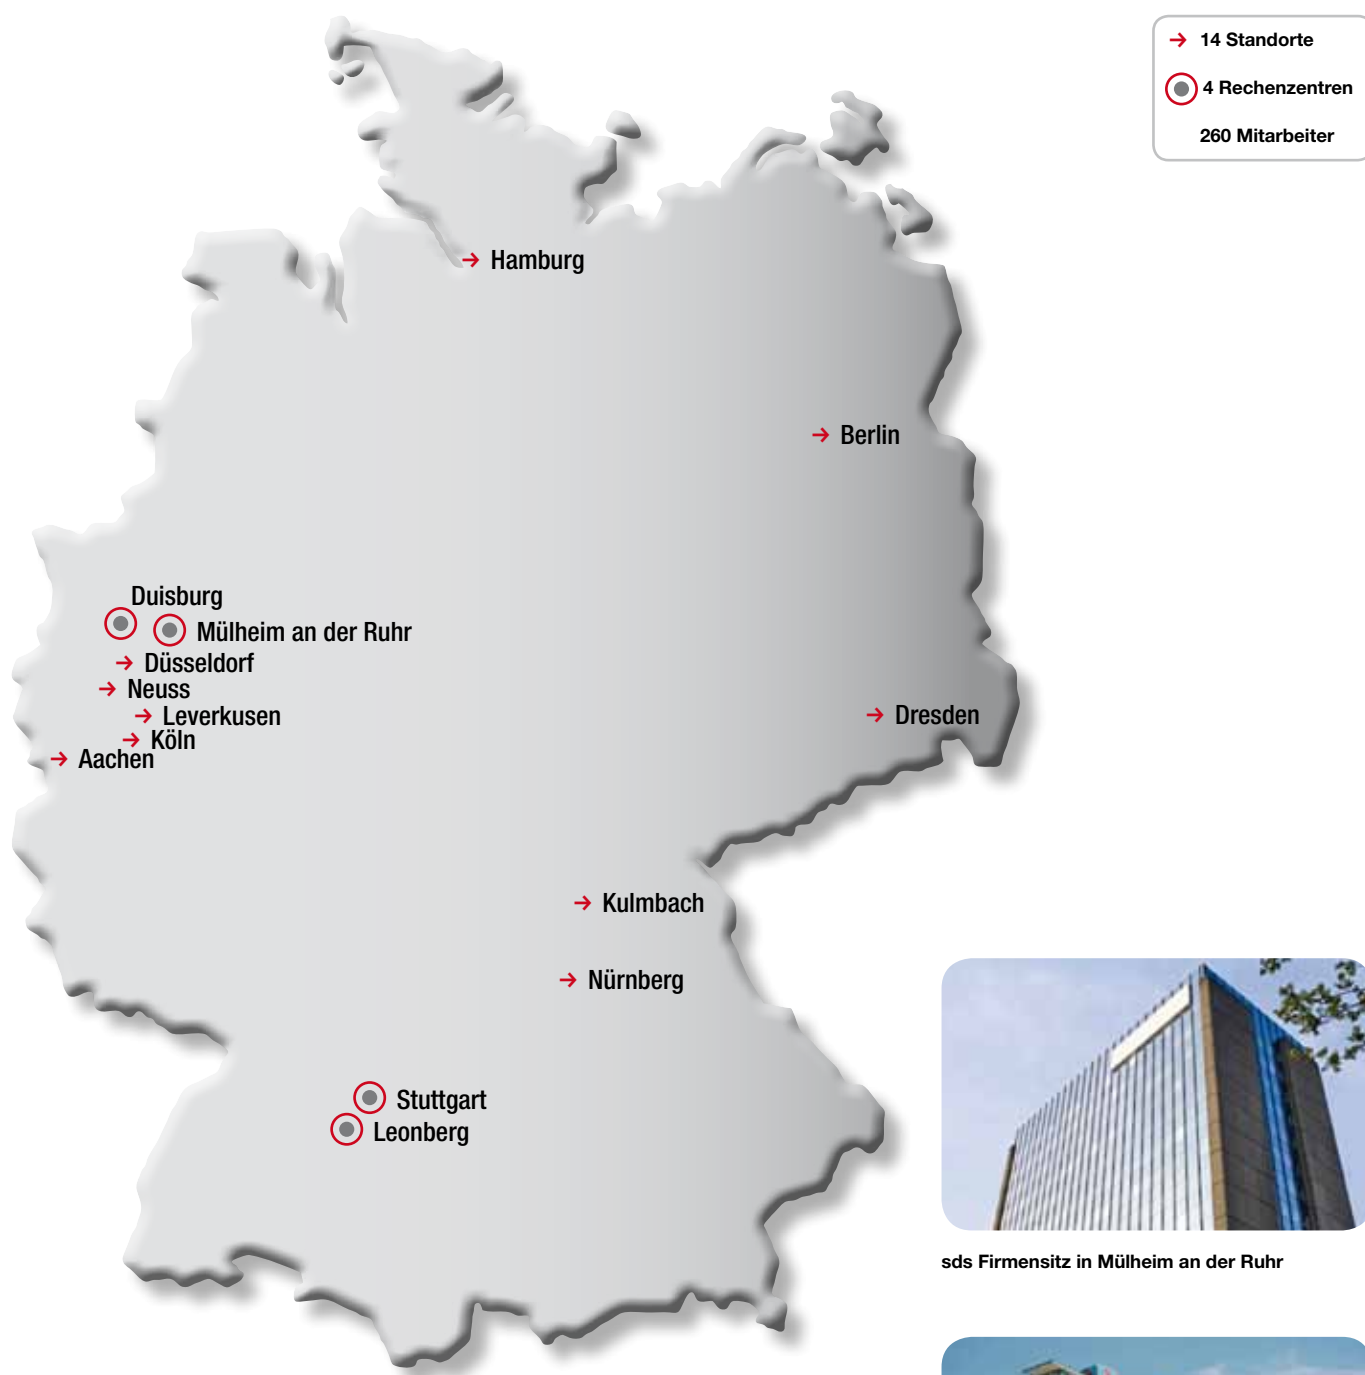 14 Standorte
4 Rechenzentren
260 Mitarbeiter
Hamburg
Berlin
Duisburg
Mülheim an der Ruhr
Düsseldorf
Neuss
Leverkusen
Köln
Aachen
Dresden
Kulmbach
Nürnberg
Stuttgart
Leonberg
sds Firmensitz in Mülheim an der Ruhr